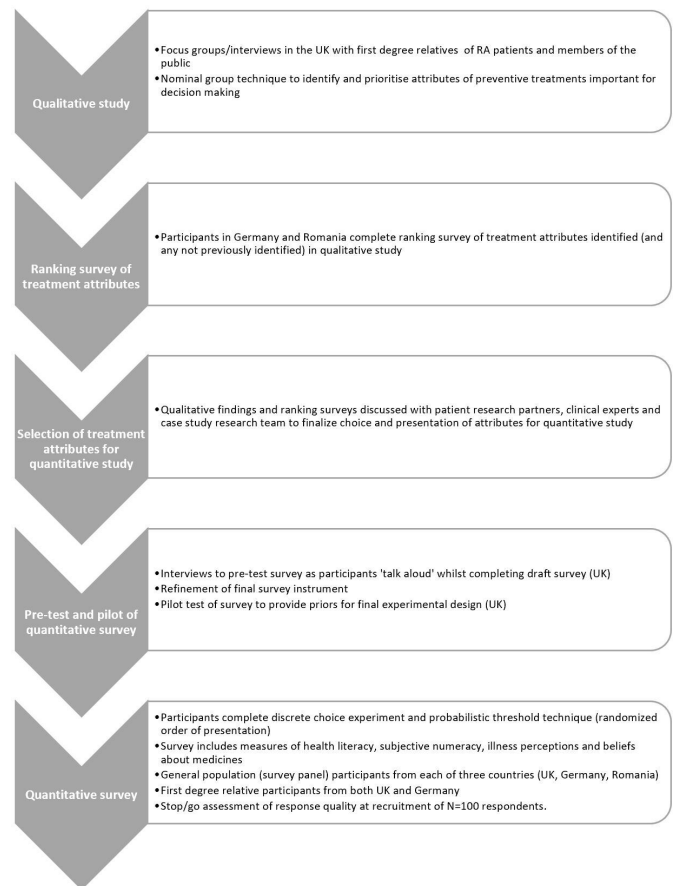 Qualitative study
•Focus groups/interviews in the UK with first degree relatives of RA patients and members of the
public
•Nominal group technique to identify and prioritise attributes of preventive treatments important for
decision making
Ranking survey of
treatment attributes
•Participants in Germany and Romania complete ranking survey of treatment attributes identified (and
any not previously identified) in qualitative study
Selection of treatment
attributes for
quantitative study
•Qualitative findings and ranking surveys discussed with patient research partners, clinical experts and
case study research team to finalize choice and presentation of attributes for quantitative study
Pre-test and pilot of
quantitative survey
•Interviews to pre-test survey as participants 'talk aloud' whilst completing draft survey (UK)
•Refinement of final survey instrument
•Pilot test of survey to provide priors for final experimental design (UK)
Quantitative survey
•Participants complete discrete choice experiment and probabilistic threshold technique (randomized
order of presentation)
•Survey includes measures of health literacy, subjective numeracy, illness perceptions and beliefs
about medicines
•General population (survey panel) participants from each of three countries (UK, Germany, Romania)
•First degree relative participants from both UK and Germany
•Stop/go assessment of response quality at recruitment of N=100 respondents.